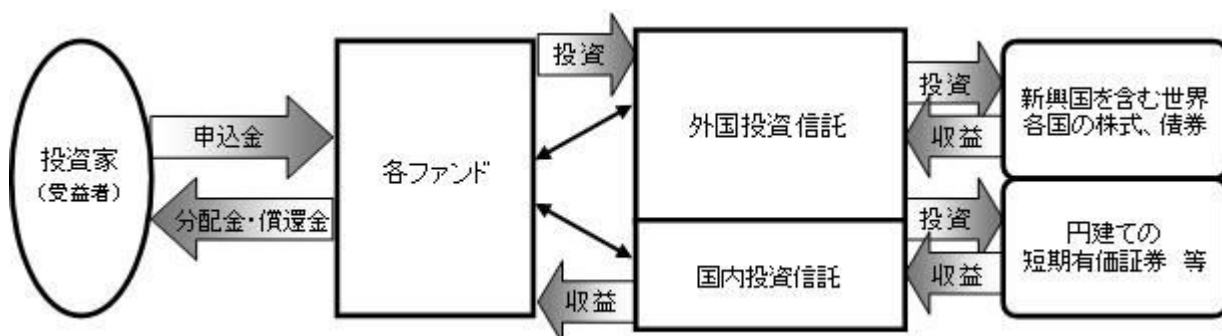 投資家
(受益者)
申込金
分配金・償還金
各ファンド
投資
収益
外国投資信託
国内投資信託
投資
収益
投資
収益
新興国を含む世界
各国の株式、債券
円建ての
短期有価証券 等